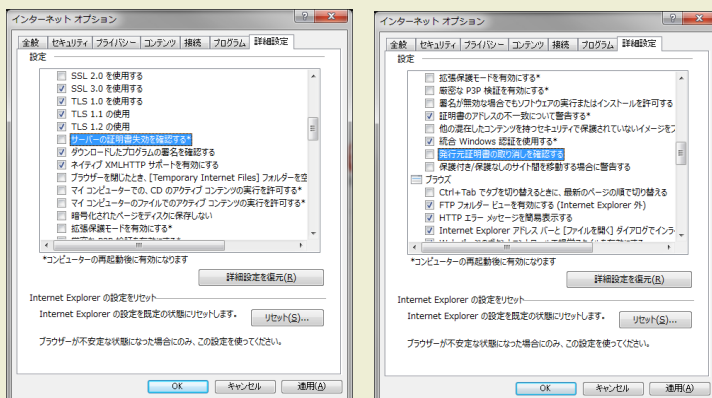 インターネット オプション
全般 セキュリティ プライバシー コンテンツ 接続 プログラム 詳細設定
設定
SSL 2.0 を使用する
SSL 3.0 を使用する
TLS 1.0 を使用する
TLS 1.1 の使用
TLS 1.2 の使用
サーバーの証明書失効を確認する*
ダウンロードしたプログラムの署名を確認する
ネイティブ XMLHTTP サポートを有効にする
ブラウザーを閉じたとき、[Temporary Internet Files] フォルダーを空
マイ コンピューターでの、CD のアクティブ コンテンツの実行を許可する*
マイ コンピューターのファイルでのアクティブ コンテンツの実行を許可する*
暗号化されたページをディスクに保存しない
拡張保護モードを有効にする*
*コンピューターの再起動後に有効になります
詳細設定を復元(R)
Internet Explorer の設定をリセット
Internet Explorer の設定を既定の状態にリセットします。
リセット(S)...
ブラウザーが不安定な状態になった場合にのみ、この設定を使ってください。
OK キャンセル 適用(A)
インターネット オプション
全般 セキュリティ プライバシー コンテンツ 接続 プログラム 詳細設定
設定
拡張保護モードを有効にする*
厳密な P3P 検証を有効にする*
署名が無効な場合でもソフトウェアの実行またはインストールを許可する
証明書のアドレスの不一致について警告する*
他の混在したコンテンツを持つセキュリティで保護されていないイメージをブ
統合 Windows 認証を使用する*
発行元証明書の取り消しを確認する
保護付き/保護なしのサイト間を移動する場合に警告する
ブラウズ
Ctrl+Tab でタブを切り替えるときに、最新のページの順で切り替える
FTP フォルダー ビューを有効にする (Internet Explorer 外)
HTTP エラー メッセージを簡易表示する
Internet Explorer アドレス バーと [ファイルを開く] ダイアログでインラ
*コンピューターの再起動後に有効になります
詳細設定を復元(R)
Internet Explorer の設定をリセット
Internet Explorer の設定を既定の状態にリセットします。
リセット(S)...
ブラウザーが不安定な状態になった場合にのみ、この設定を使ってください。
OK キャンセル 適用(A)